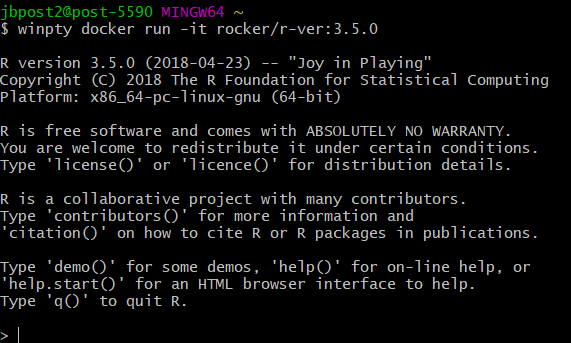 jbpost2@post-5590 MINGW64 ~
$ winpty docker run -it rocker/r-ver:3.5.0
R version 3.5.0 (2018-04-23) -- "Joy in Playing"
Copyright (C) 2018 The R Foundation for Statistical Computing
Platform: x86_64-pc-linux-gnu (64-bit)
R is free software and comes with ABSOLUTELY NO WARRANTY.
You are welcome to redistribute it under certain conditions.
Type 'license()' or 'licence()' for distribution details.
R is a collaborative project with many contributors.
Type 'contributors()' for more information and
'citation()' on how to cite R or R packages in publications.
Type 'demo()' for some demos, 'help()' for on-line help, or
'help.start()' for an HTML browser interface to help.
Type 'q()' to quit R.
>